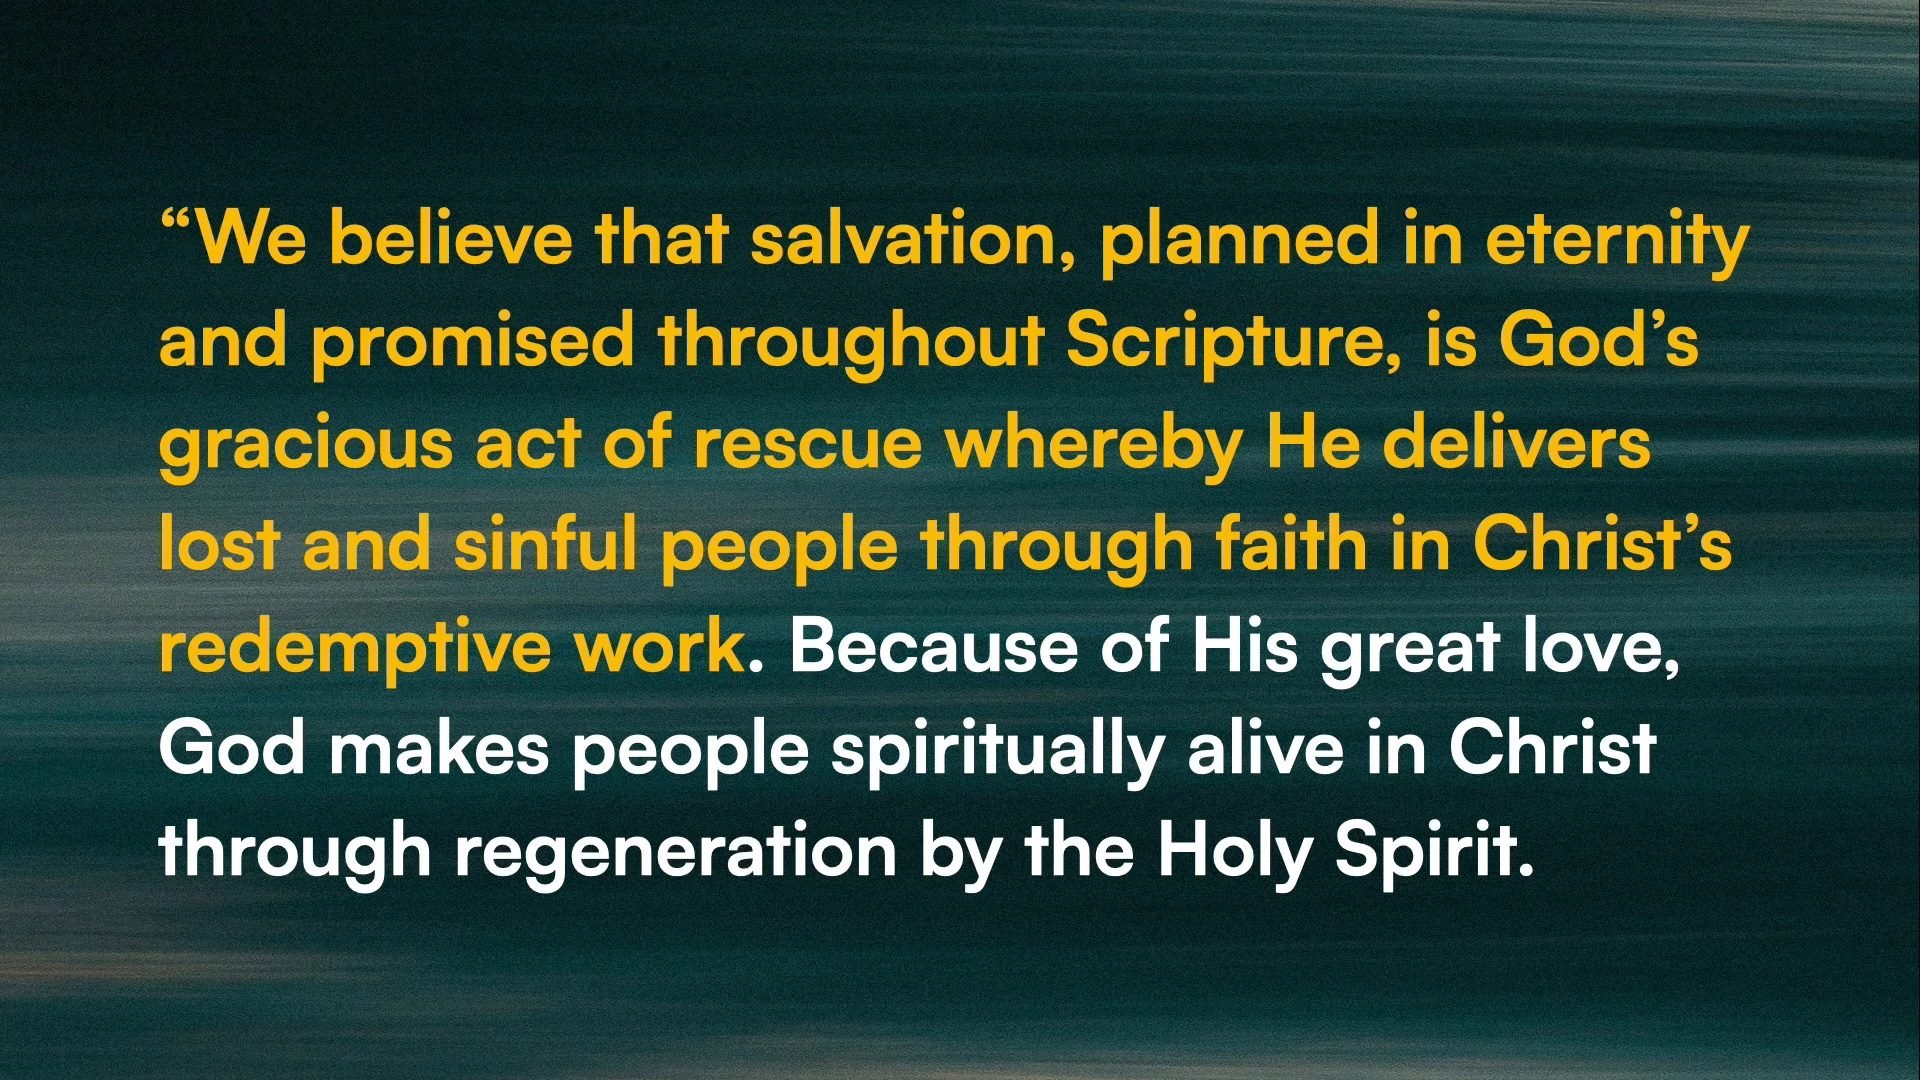 “We believe that salvation, planned in eternity
and promised throughout Scripture, is God’s
gracious act of rescue whereby He delivers
lost and sinful people through faith in Christ’s
redemptive work. Because of His great love,
God makes people spiritually alive in Christ
through regeneration by the Holy Spirit.